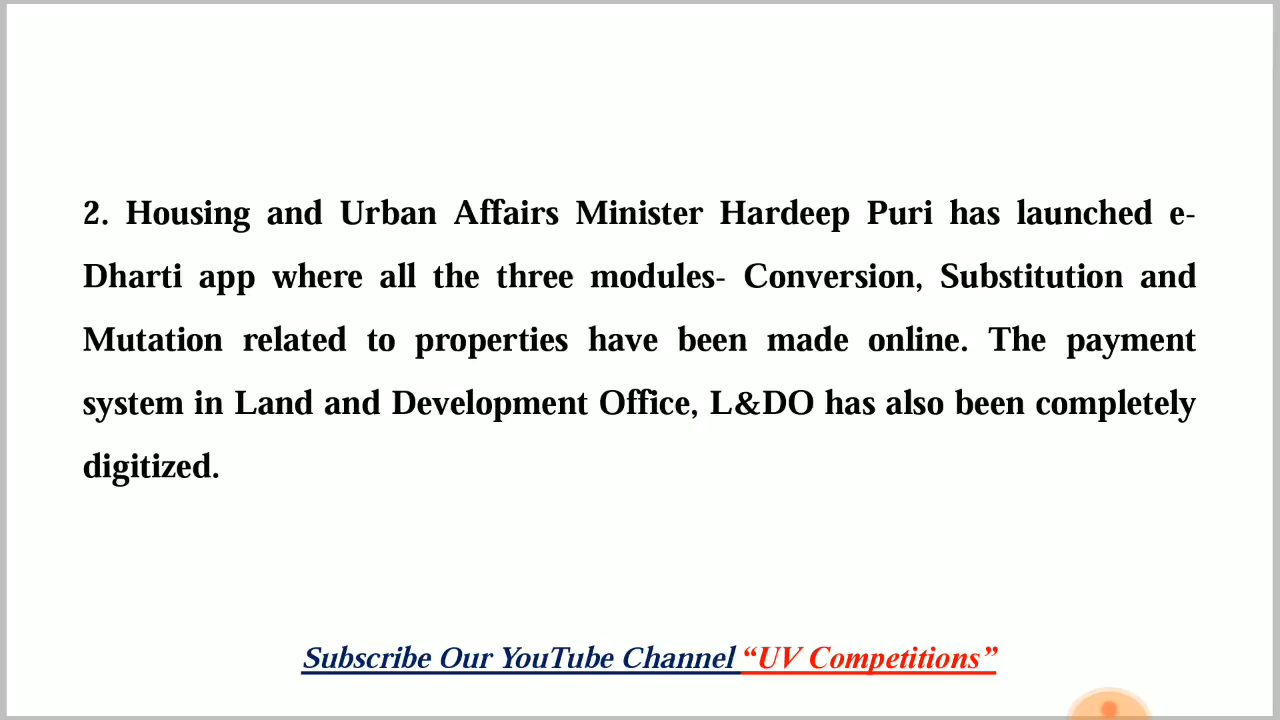 2. Housing and Urban Affairs Minister Hardeep Puri has launched e-
Dharti app where all the three modules- Conversion, Substitution and
Mutation related to properties have been made online. The payment
system in Land and Development Office, L&DO has also been completely
digitized.
Subscribe Our YouTube Channel “UV Competitions”